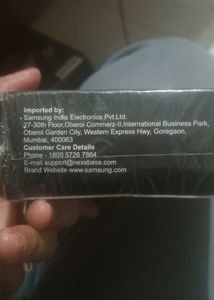 Imported by:
Samsung India Electronics Pvt.Ltd.
27-30th Floor,Oberoi Commerz-II,International Business Park,
Oberoi Garden City, Western Express Hwy, Goregaon,
Mumbai, 400063
Customer Care Details
Phone - 1800 5726 7864
E-mail support@nexxbase.com
Brand Website www.samsung.com